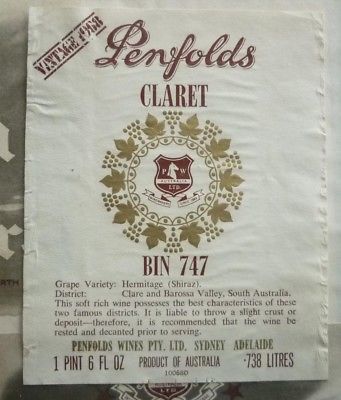 VINTAGE 1968
Penfolds
CLARET
P W
AUSTRALIA
LTD.
BIN 747
Grape Variety: Hermitage (Shiraz).
District: Clare and Barossa Valley, South Australia.
This soft rich wine possesses the best characteristics of these
two famous districts. It is liable to throw a slight crust or
deposit—therefore, it is recommended that the wine be
rested and decanted prior to serving.
PENFOLDS WINES PTY. LTD. SYDNEY ADELAIDE
1 PINT 6 FL OZ PRODUCT OF AUSTRALIA ·738 LITRES
100680